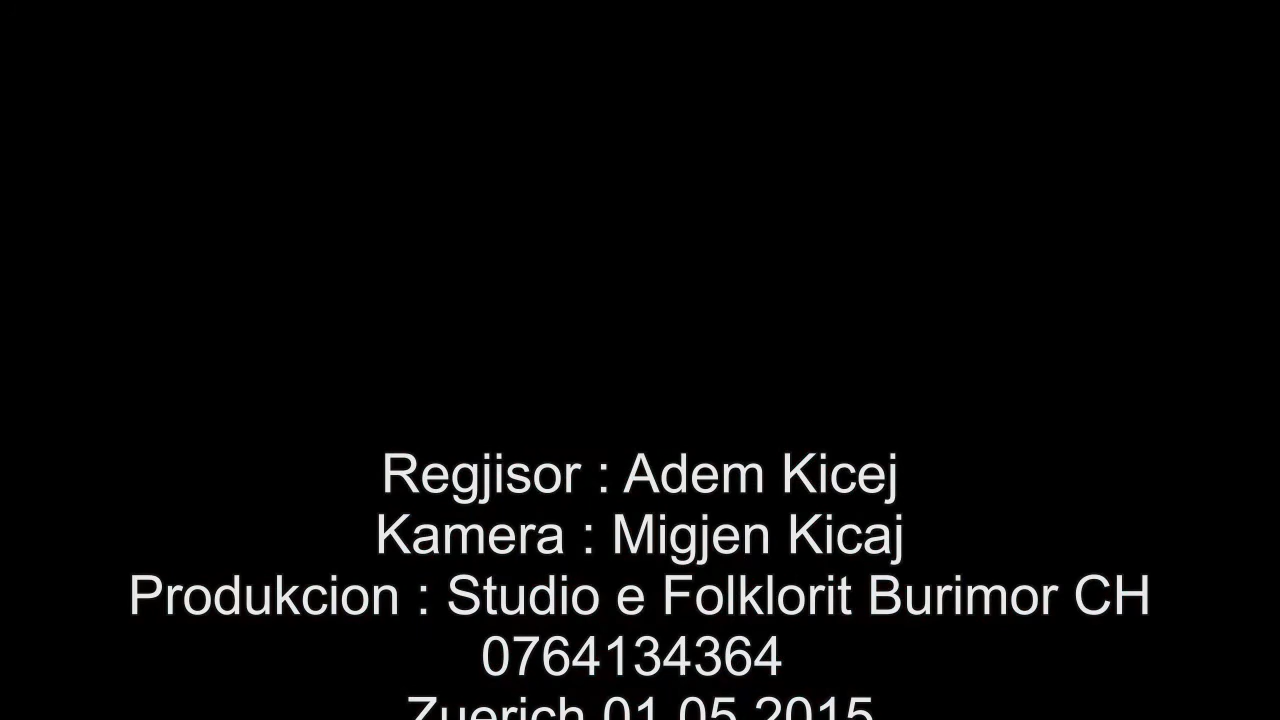 Regjisor : Adem Kicej
Kamera : Migjen Kicaj
Produkcion : Studio e Folklorit Burimor CH
0764134364
Zuerich 01.05.2015